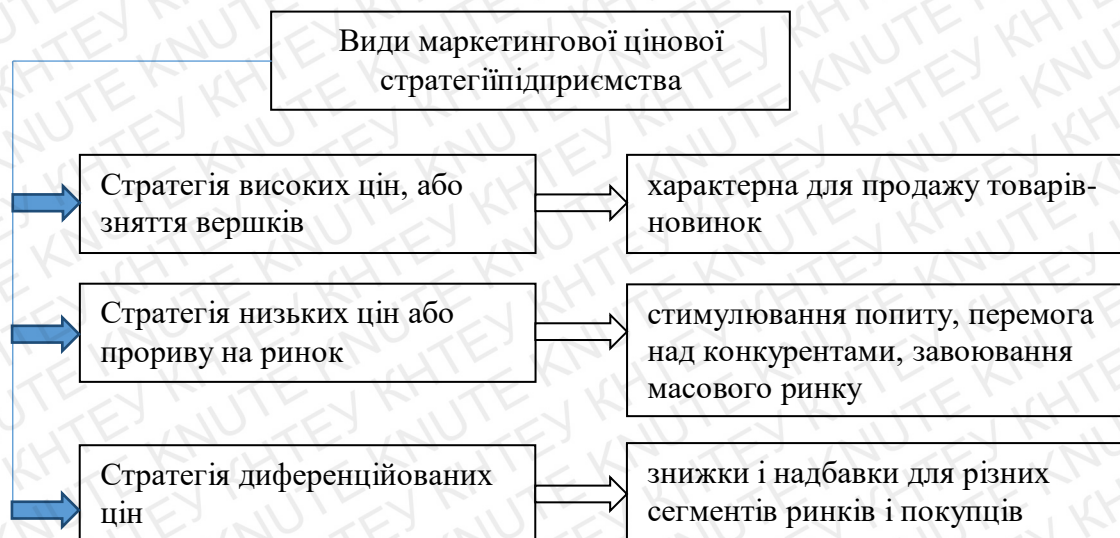 Види маркетингової цінової
стратегіїпідприємства
Стратегія високих цін, або
зняття вершків
характерна для продажу товарів-
новинок
Стратегія низьких цін або
прориву на ринок
стимулювання попиту, перемога
над конкурентами, завоювання
масового ринку
Стратегія диференційованих
цін
знижки і надбавки для різних
сегментів ринків і покупців